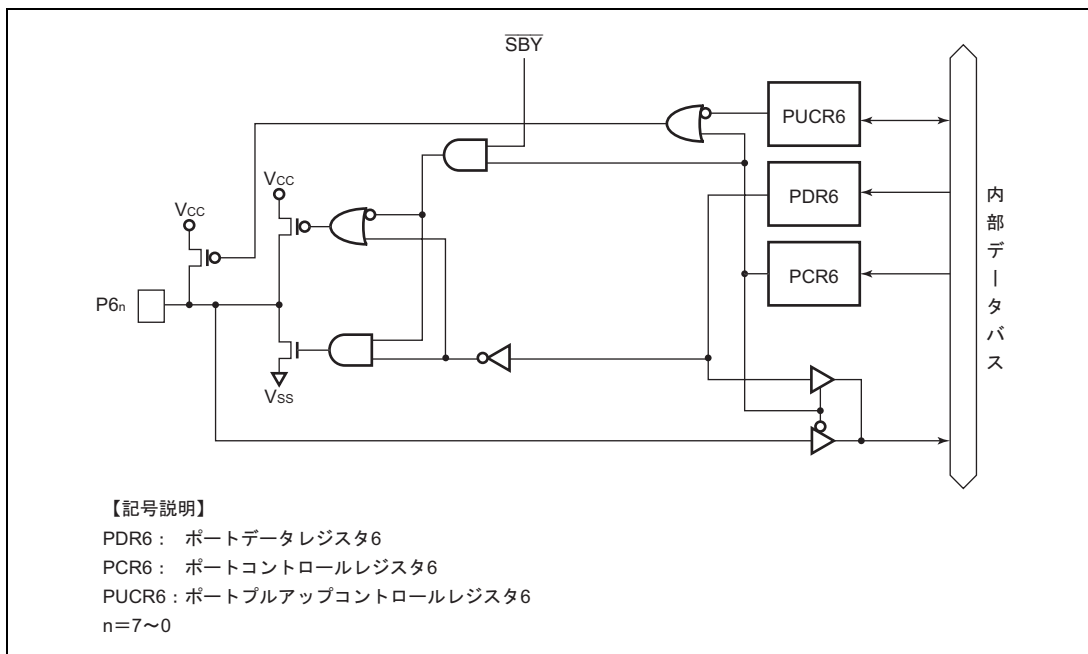 SBY
PUCR6
VCC
PDR6
VCC
PCR6
P6n
VSS
内部データバス
【記号説明】
PDR6： ポートデータレジスタ6
PCR6： ポートコントロールレジスタ6
PUCR6：ポートプルアップコントロールレジスタ6
n＝7～0